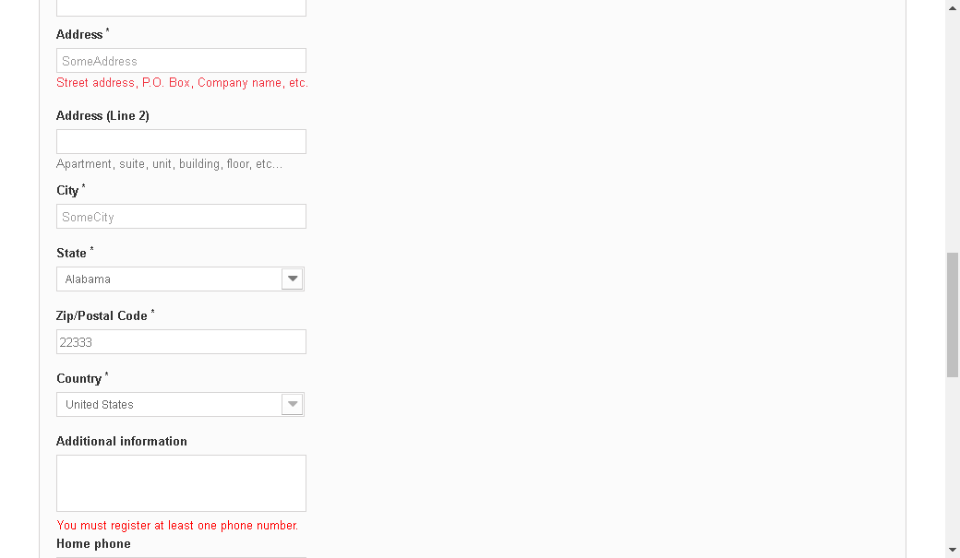 Address *
SomeAddress
Street address, P.O. Box, Company name, etc.
Address (Line 2)
Apartment, suite, unit, building, floor, etc...
City *
SomeCity
State *
Alabama
Zip/Postal Code *
22333
Country *
United States
Additional information
You must register at least one phone number.
Home phone